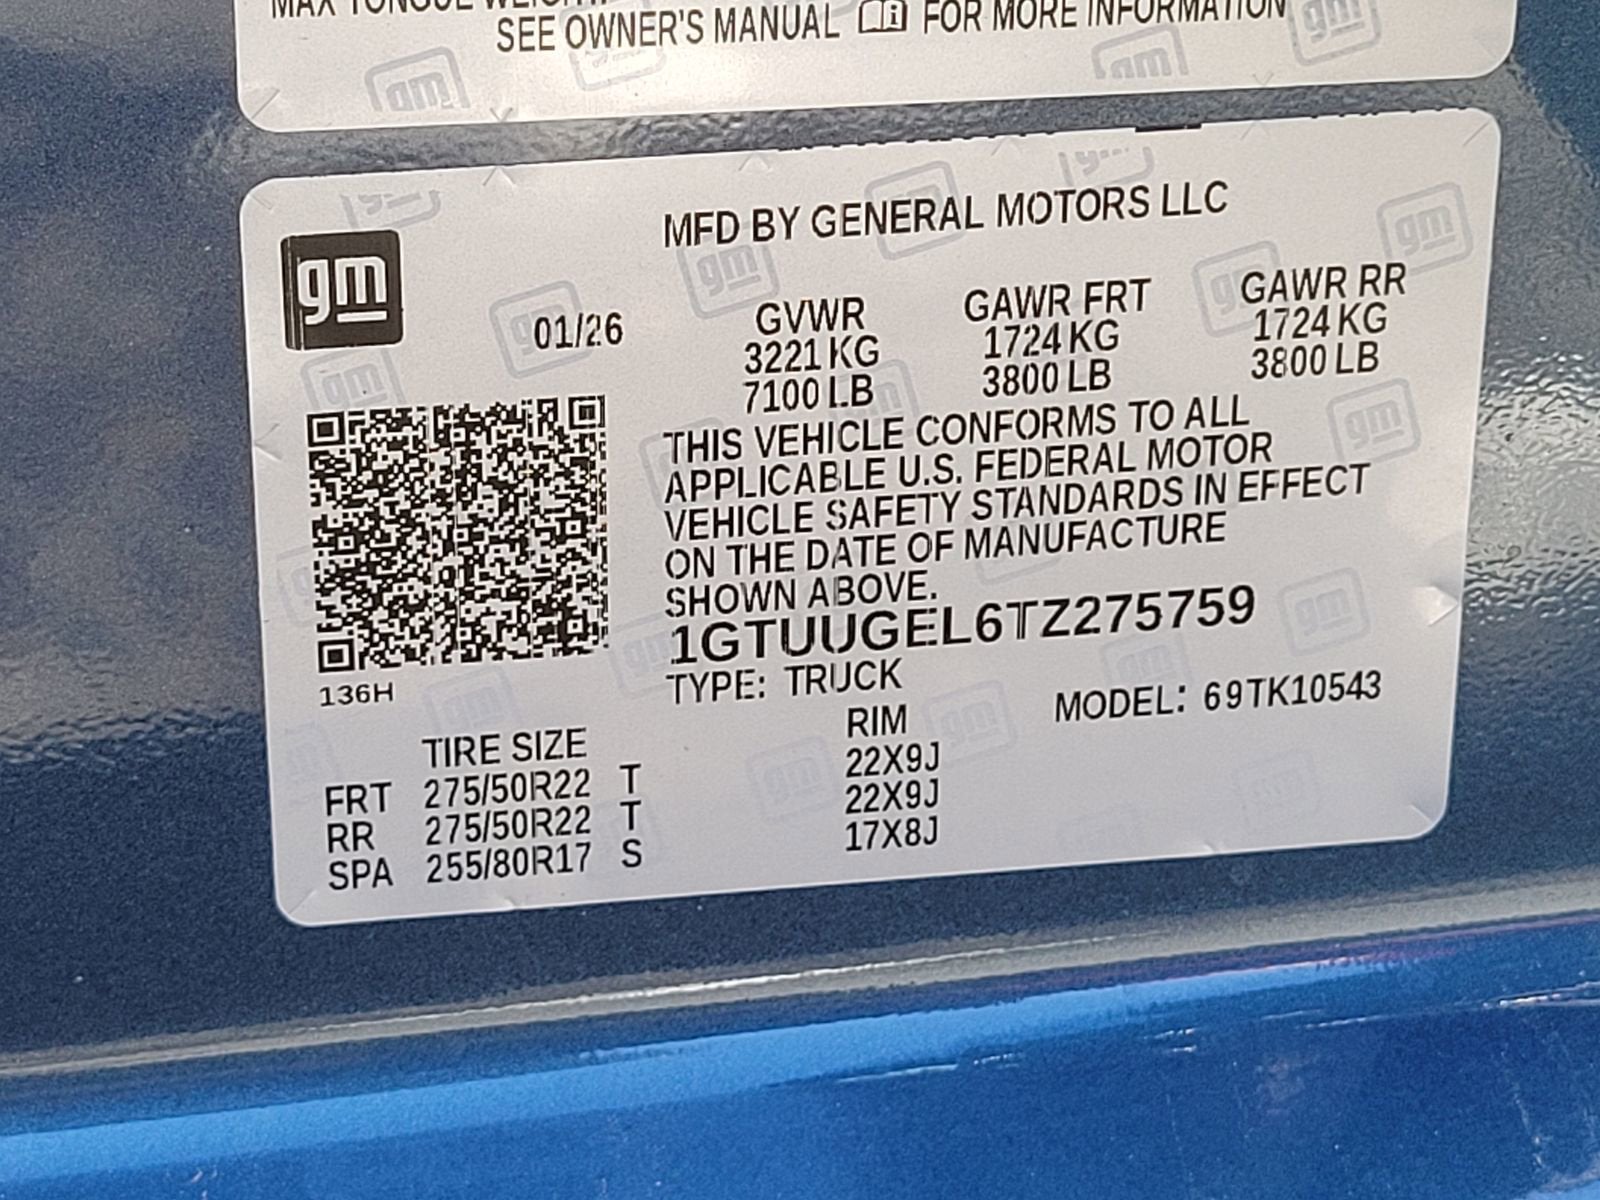 MAX TONGUE WEIGHT:
SEE OWNER'S MANUAL FOR MORE INFORMATION
gm
MFD BY GENERAL MOTORS LLC
01/26
GVWR GAWR FRT GAWR RR
3221 KG 1724 KG 1724 KG
7100 LB 3800 LB 3800 LB
THIS VEHICLE CONFORMS TO ALL
APPLICABLE U.S. FEDERAL MOTOR
VEHICLE SAFETY STANDARDS IN EFFECT
ON THE DATE OF MANUFACTURE
SHOWN ABOVE.
1GTUUGEL6TZ275759
TYPE: TRUCK MODEL: 69TK10543
136H
TIRE SIZE RIM
FRT 275/50R22 T 22X9J
RR 275/50R22 T 22X9J
SPA 255/80R17 S 17X8J